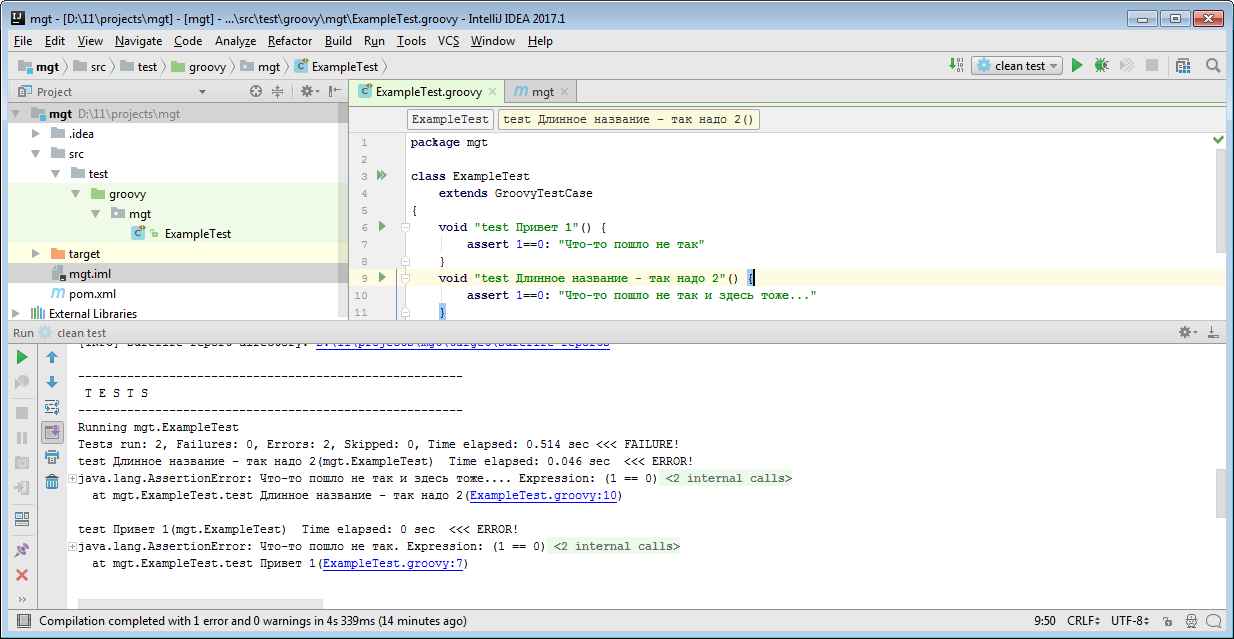 mgt - [D:\11\projects\mgt] - [mgt] - ...\src\test\groovy\mgt\ExampleTest.groovy - IntelliJ IDEA 2017.1
File Edit View Navigate Code Analyze Refactor Build Run Tools VCS Window Help
mgt src test groovy mgt ExampleTest clean test
Project
ExampleTest.groovy mgt
mgt D:\11\projects\mgt
.idea
src
test
groovy
mgt
ExampleTest
target
mgt.iml
pom.xml
External Libraries
ExampleTest test Длинное название - так надо 2()
1 package mgt
2
3 class ExampleTest
4 extends GroovyTestCase
5 {
6 void "test Привет 1"() {
7 assert 1==0: "Что-то пошло не так"
8 }
9 void "test Длинное название - так надо 2"() {
10 assert 1==0: "Что-то пошло не так и здесь тоже..."
11 }
Run clean test
[INFO] Surefire report directory: D:\11\projects\mgt\target\surefire-reports
-------------------------------------------------------
T E S T S
-------------------------------------------------------
Running mgt.ExampleTest
Tests run: 2, Failures: 0, Errors: 2, Skipped: 0, Time elapsed: 0.514 sec <<< FAILURE!
test Длинное название - так надо 2(mgt.ExampleTest) Time elapsed: 0.046 sec <<< ERROR!
java.lang.AssertionError: Что-то пошло не так и здесь тоже.... Expression: (1 == 0) <2 internal calls>
at mgt.ExampleTest.test Длинное название - так надо 2(ExampleTest.groovy:10)
test Привет 1(mgt.ExampleTest) Time elapsed: 0 sec <<< ERROR!
java.lang.AssertionError: Что-то пошло не так. Expression: (1 == 0) <2 internal calls>
at mgt.ExampleTest.test Привет 1(ExampleTest.groovy:7)
Compilation completed with 1 error and 0 warnings in 4s 339ms (14 minutes ago) 9:50 CRLF UTF-8